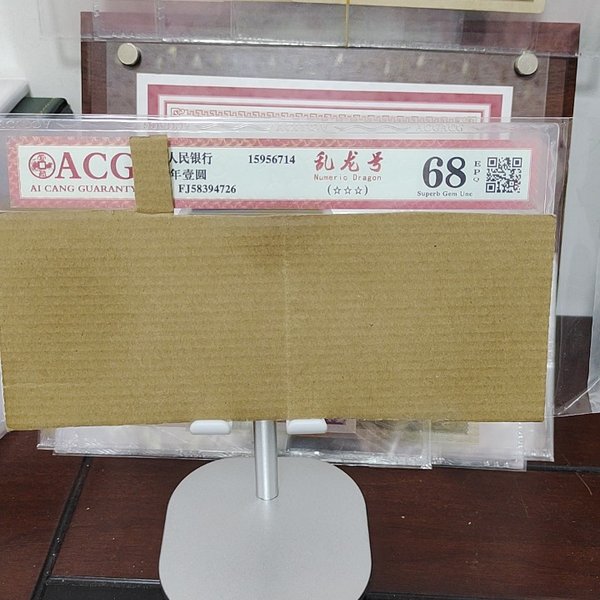 ACG
AI CANG GUARANTY
人民银行
年壹圆
15956714
FJ58394726
乱龙号
Numerio Dragon
(☆☆☆)
68
EPQ
Superb Gem Unc